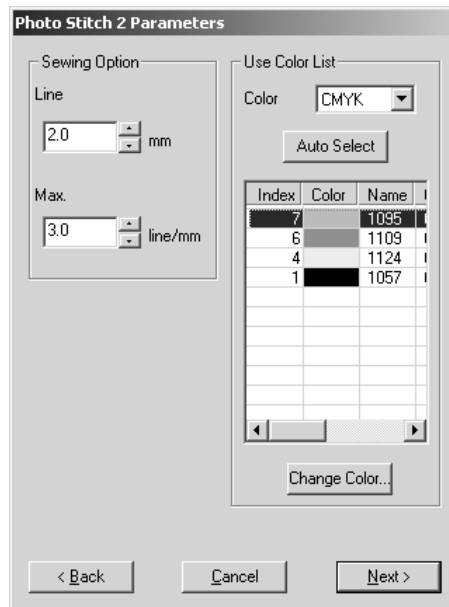 Photo Stitch 2 Parameters
Sewing Option
Line
2.0 mm
Max.
3.0 line/mm
Use Color List
Color CMYK
Auto Select
Index Color Name
7 1095
6 1109
4 1124
1 1057
Change Color...
< Back Cancel Next >